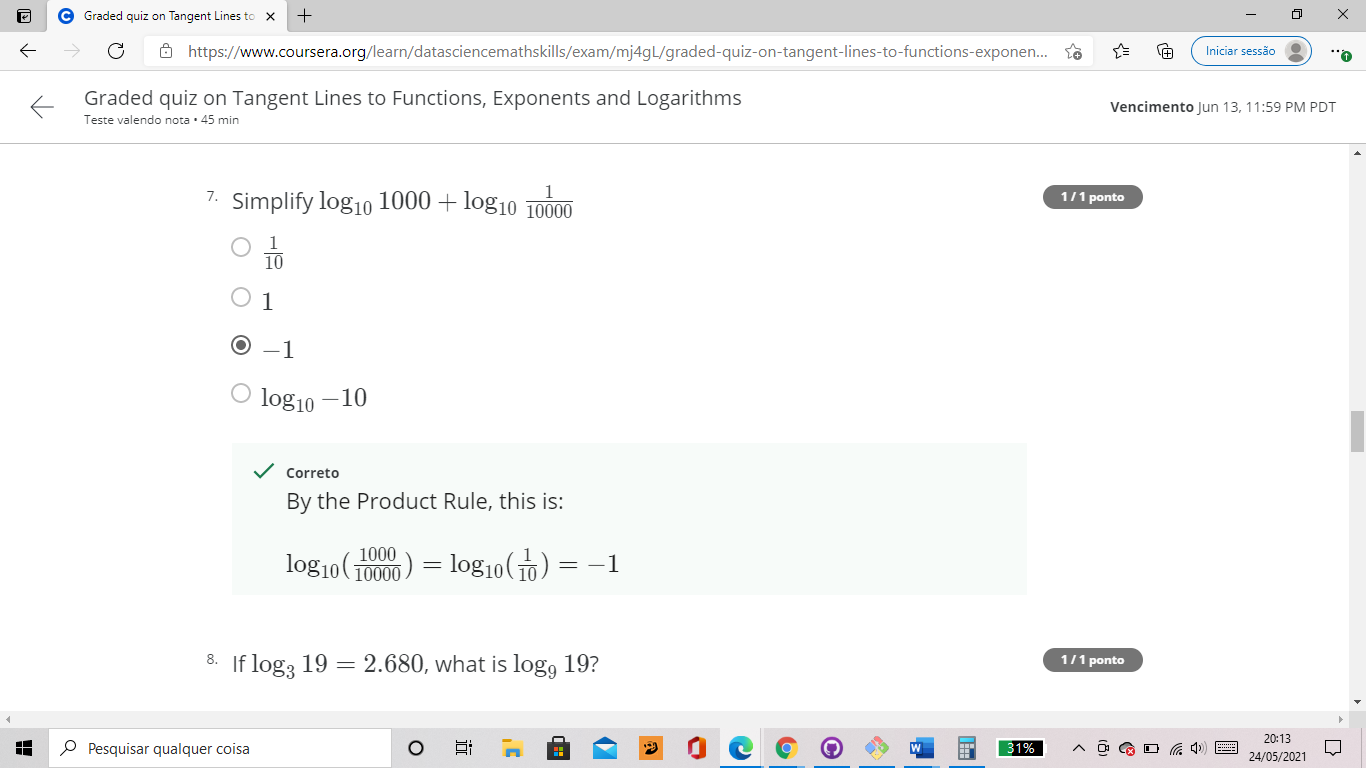 Graded quiz on Tangent Lines to
https://www.coursera.org/learn/datasciencemathskills/exam/mj4gL/graded-quiz-on-tangent-lines-to-functions-exponen...
Iniciar sessão
Graded quiz on Tangent Lines to Functions, Exponents and Logarithms
Teste valendo nota • 45 min
Vencimento Jun 13, 11:59 PM PDT
7. Simplify log₁₀ 1000 + log₁₀ 1/10000
1 / 1 ponto
1/10
1
−1
log₁₀ −10
Correto
By the Product Rule, this is:
log₁₀(1000/10000) = log₁₀(1/10) = −1
8. If log₃ 19 = 2.680, what is log₉ 19?
1 / 1 ponto
Pesquisar qualquer coisa
31%
20:13
24/05/2021